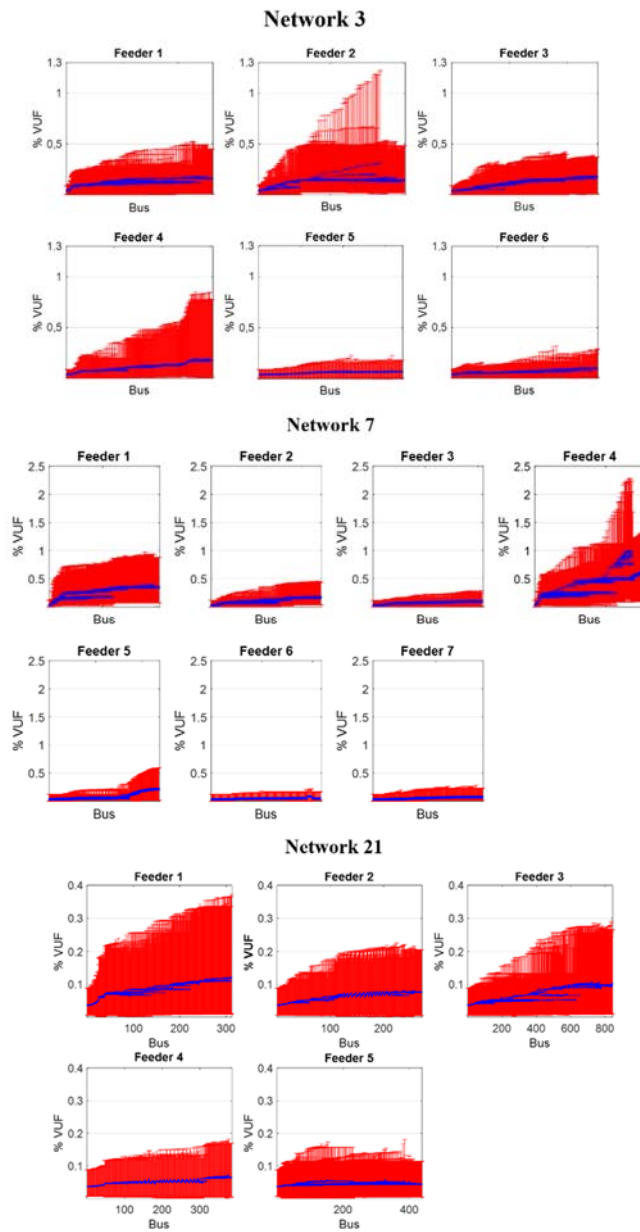 Network 3
Feeder 1
Feeder 2
Feeder 3
1.3
1
0,5
% VUF
Bus
1.3
1
0,5
% VUF
Bus
1.3
1
0,5
% VUF
Bus
Feeder 4
Feeder 5
Feeder 6
1.3
1
0,5
% VUF
Bus
1.3
1
0,5
% VUF
Bus
1.3
1
0,5
% VUF
Bus
Network 7
Feeder 1
Feeder 2
Feeder 3
Feeder 4
2.5
2
1.5
1
0.5
% VUF
Bus
2.5
2
1.5
1
0.5
% VUF
Bus
2.5
2
1.5
1
0.5
% VUF
Bus
2.5
2
1.5
1
0.5
% VUF
Bus
Feeder 5
Feeder 6
Feeder 7
2.5
2
1.5
1
0.5
% VUF
Bus
2.5
2
1.5
1
0.5
% VUF
Bus
2.5
2
1.5
1
0.5
% VUF
Bus
Network 21
Feeder 1
Feeder 2
Feeder 3
0.4
0.3
0.2
0.1
% VUF
100 200 300
Bus
0.4
0.3
0.2
0.1
% VUF
100 200
Bus
0.4
0.3
0.2
0.1
% VUF
200 400 600 800
Bus
Feeder 4
Feeder 5
0.4
0.3
0.2
0.1
% VUF
100 200 300
Bus
0.4
0.3
0.2
0.1
% VUF
200 400
Bus